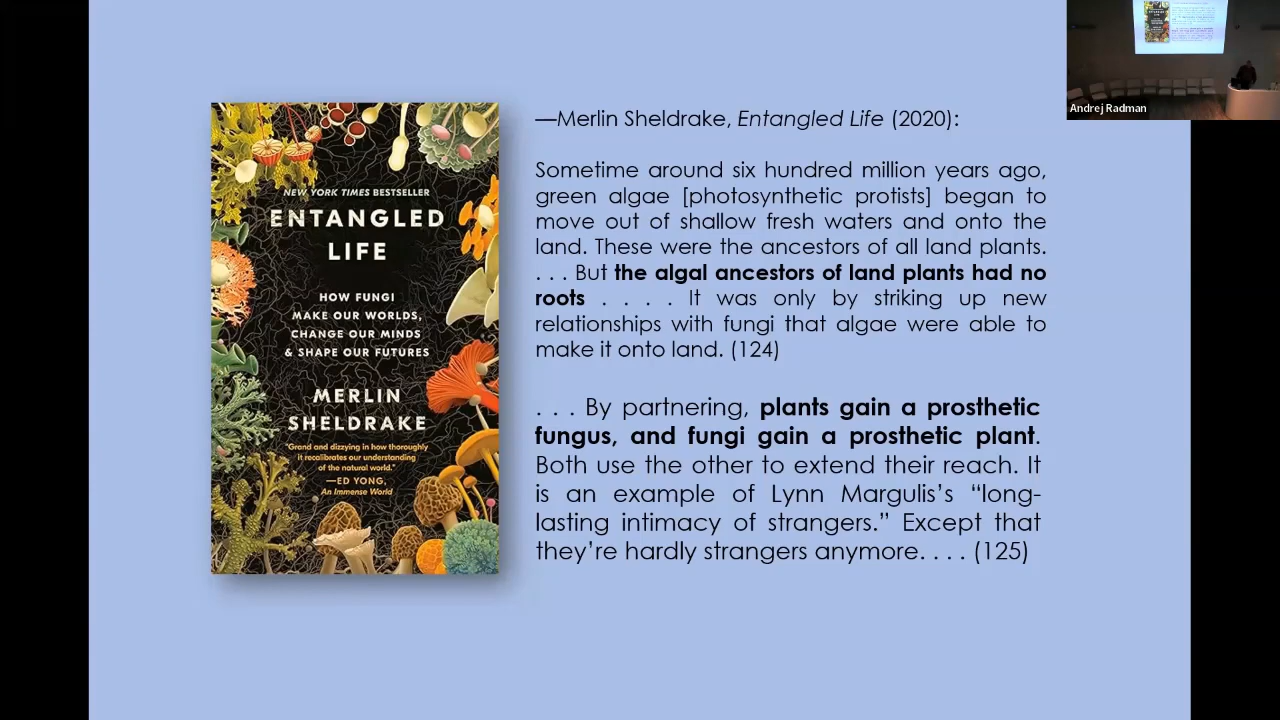 NEW YORK TIMES BESTSELLER
ENTANGLED
LIFE
HOW FUNGI
MAKE OUR WORLDS,
CHANGE OUR MINDS
& SHAPE OUR FUTURES
MERLIN
SHELDRAKE
"Grand and dizzying in how thoroughly
it recalibrates our understanding
of the natural world."
—ED YONG,
An Immense World
—Merlin Sheldrake, Entangled Life (2020):
Sometime around six hundred million years ago,
green algae [photosynthetic protists] began to
move out of shallow fresh waters and onto the
land. These were the ancestors of all land plants.
. . . But the algal ancestors of land plants had no
roots . . . . It was only by striking up new
relationships with fungi that algae were able to
make it onto land. (124)
. . . By partnering, plants gain a prosthetic
fungus, and fungi gain a prosthetic plant.
Both use the other to extend their reach. It
is an example of Lynn Margulis’s “long-
lasting intimacy of strangers.” Except that
they’re hardly strangers anymore. . . . (125)
Andrej Radman